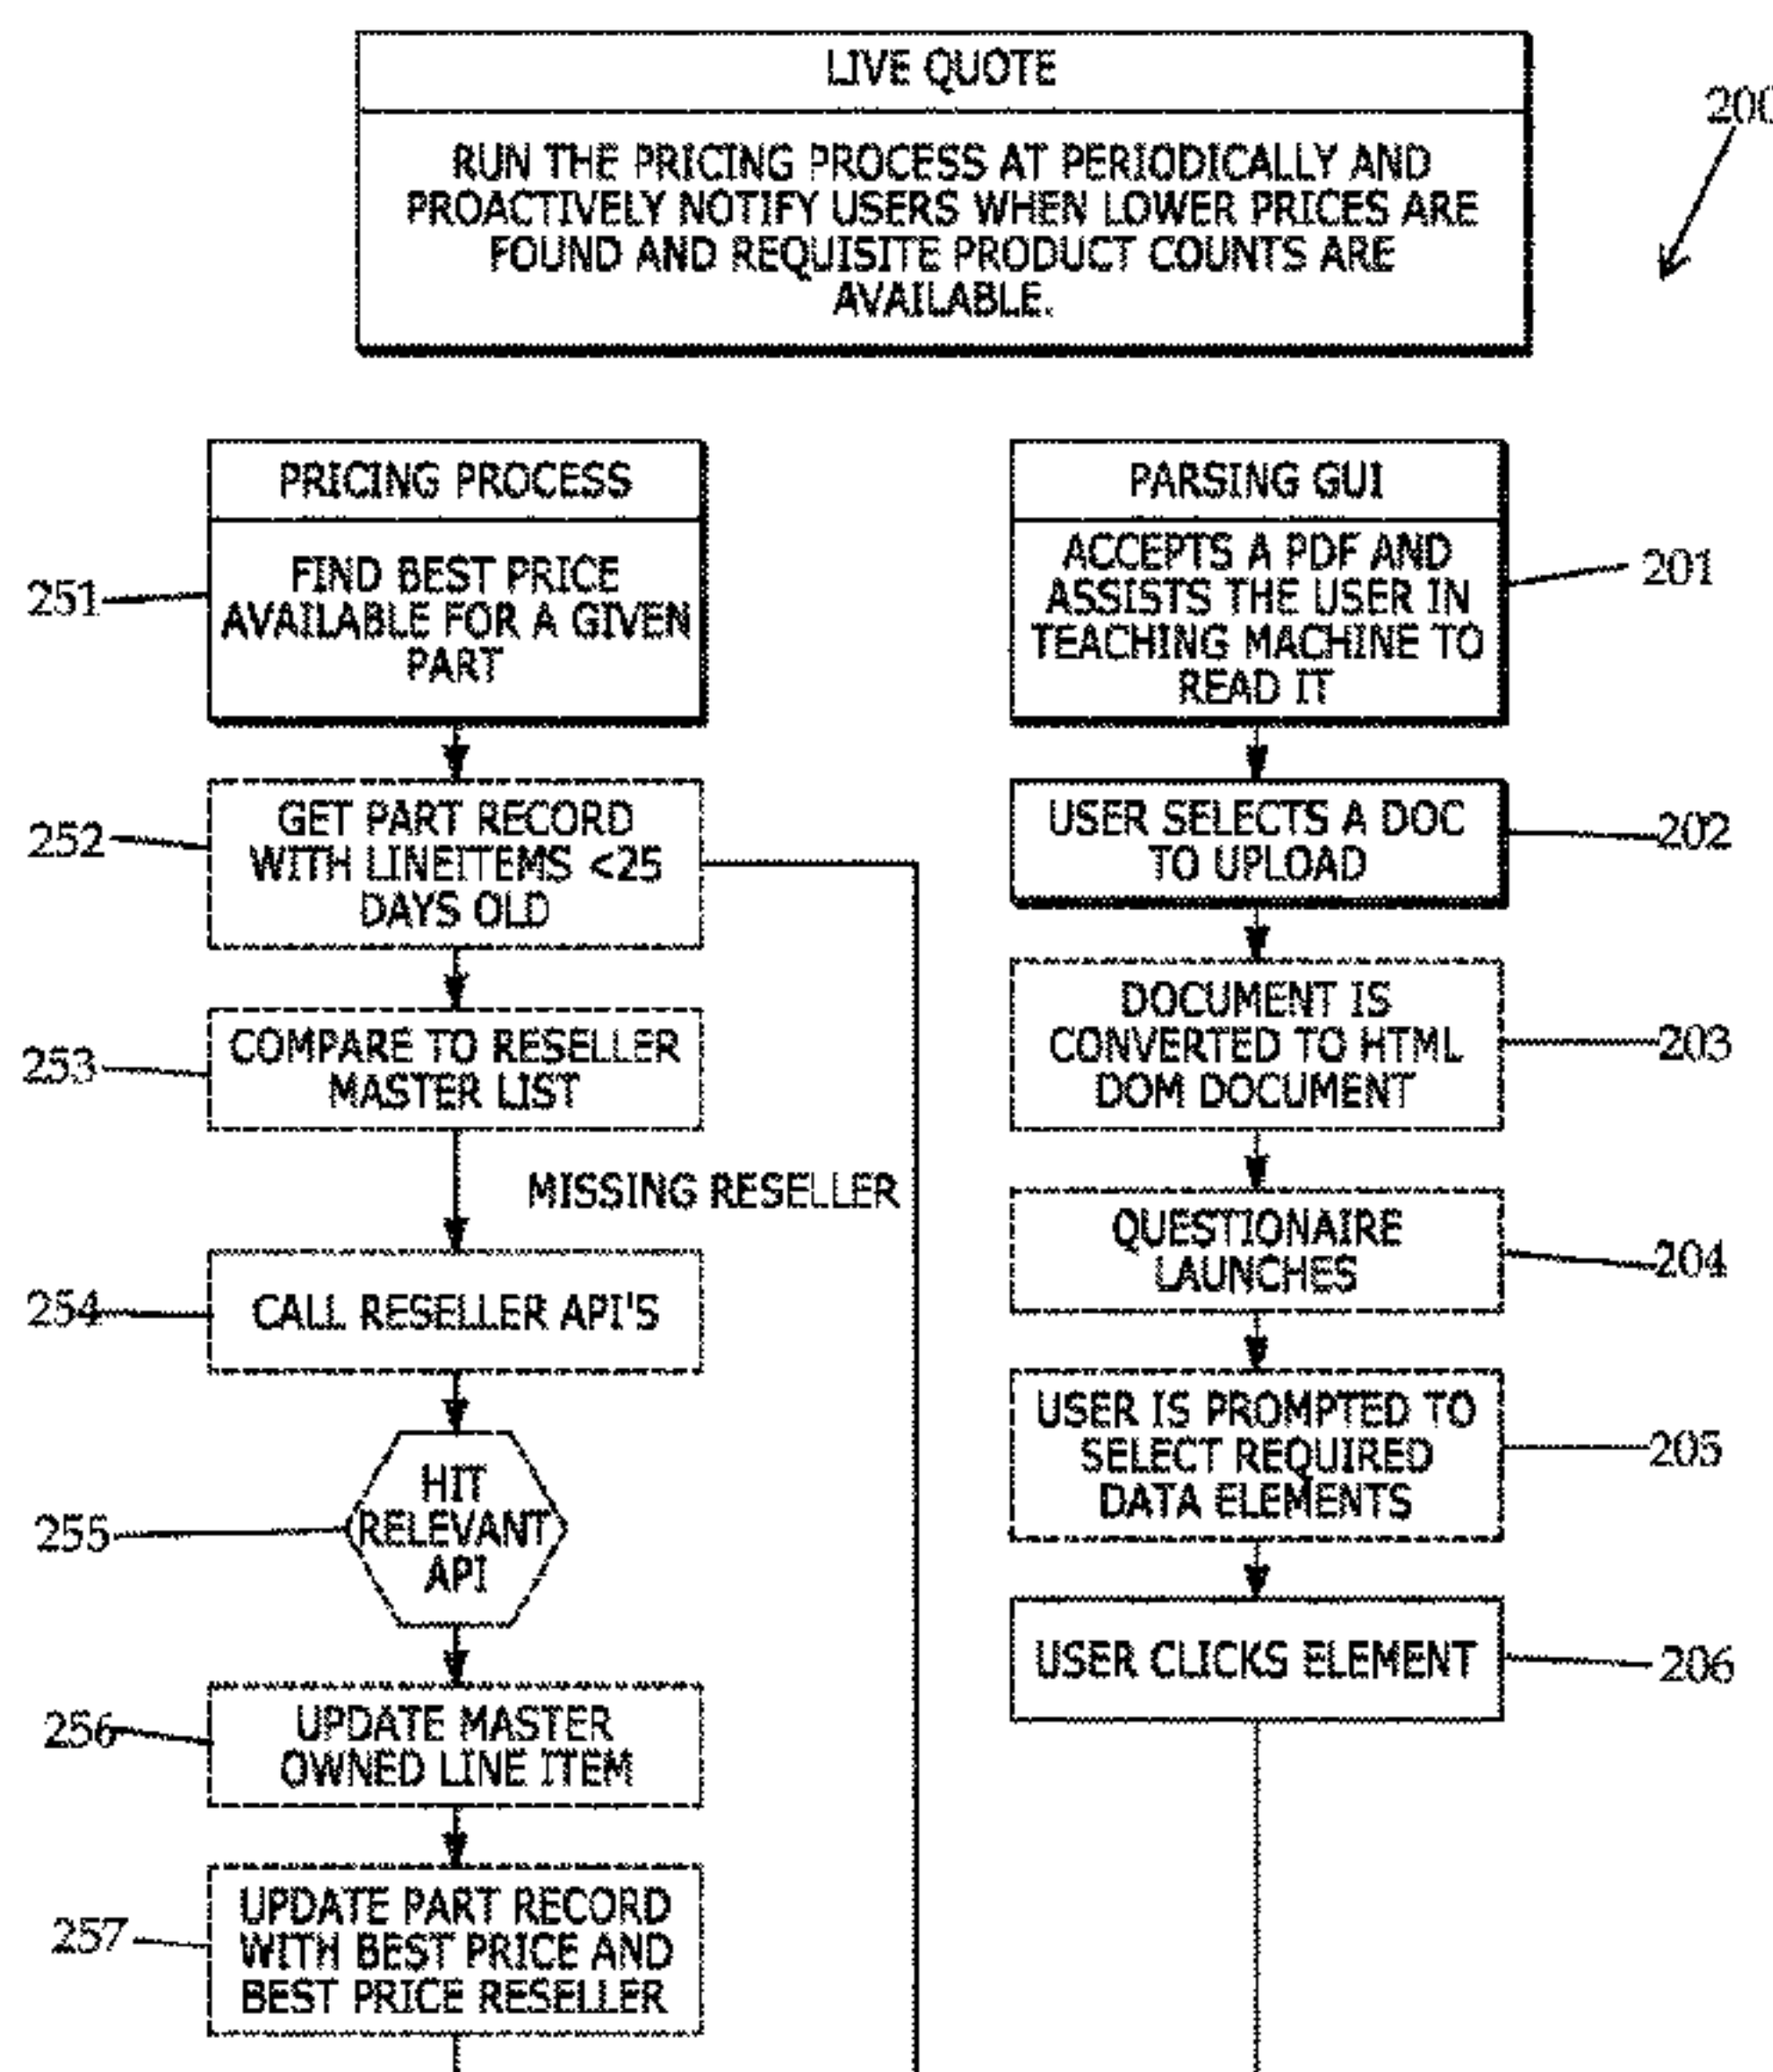 LIVE QUOTE
RUN THE PRICING PROCESS AT PERIODICALLY AND
PROACTIVELY NOTIFY USERS WHEN LOWER PRICES ARE
FOUND AND REQUISITE PRODUCT COUNTS ARE
AVAILABLE.
200
PRICING PROCESS
FIND BEST PRICE
AVAILABLE FOR A GIVEN
PART
251
GET PART RECORD
WITH LINEITEMS <25
DAYS OLD
252
COMPARE TO RESELLER
MASTER LIST
253
MISSING RESELLER
CALL RESELLER API'S
254
HIT
RELEVANT
API
255
UPDATE MASTER
OWNED LINE ITEM
256
UPDATE PART RECORD
WITH BEST PRICE AND
BEST PRICE RESELLER
257
PARSING GUI
ACCEPTS A PDF AND
ASSISTS THE USER IN
TEACHING MACHINE TO
READ IT
201
USER SELECTS A DOC
TO UPLOAD
202
DOCUMENT IS
CONVERTED TO HTML
DOM DOCUMENT
203
QUESTIONAIRE
LAUNCHES
204
USER IS PROMPTED TO
SELECT REQUIRED
DATA ELEMENTS
205
USER CLICKS ELEMENT
206